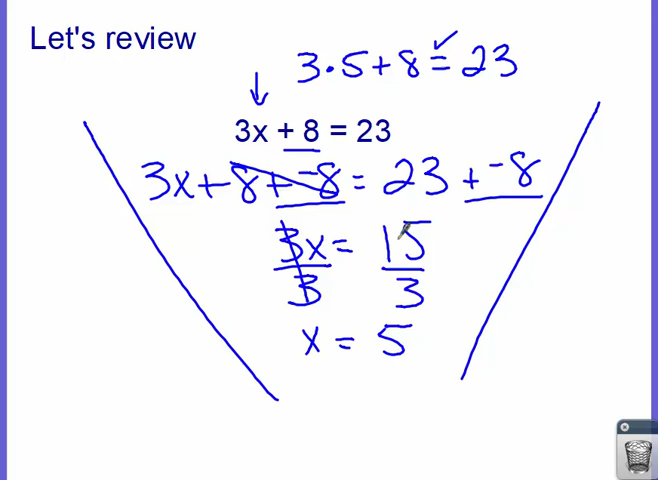 Let's review
3·5+8=23
3x + 8 = 23
3x+8+-8=23+-8
3x = 15
3 3
x = 5